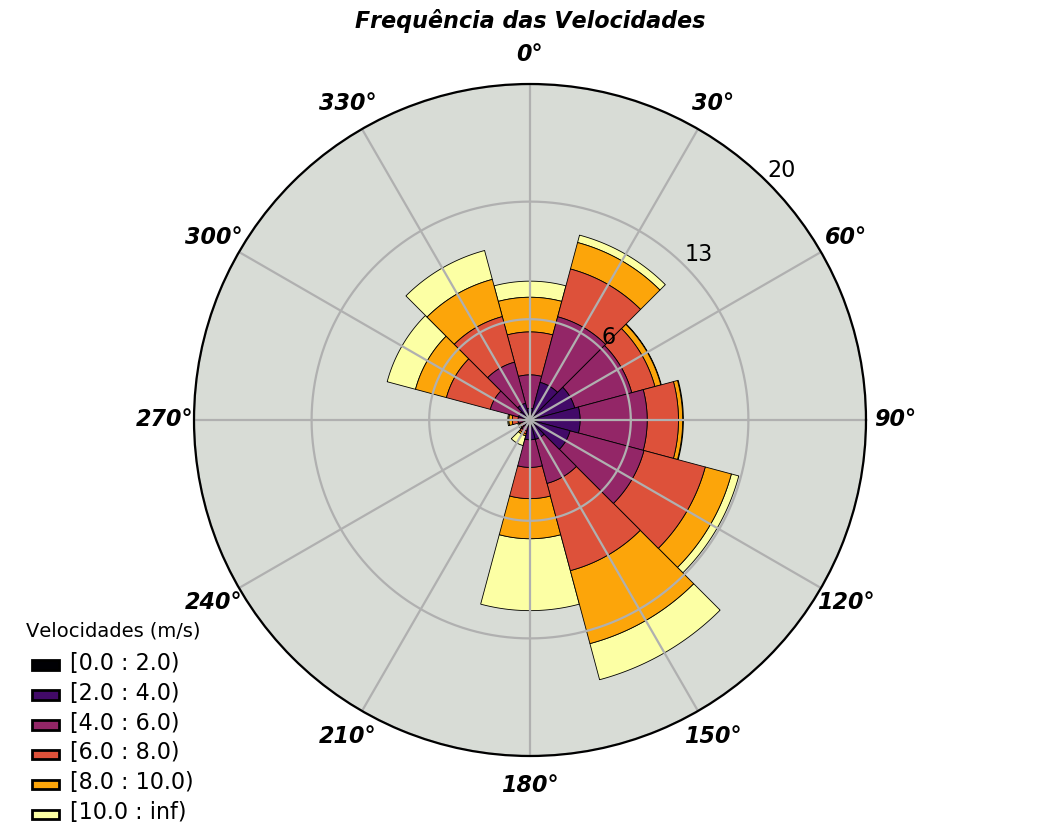 Frequência das Velocidades
0°
330°
30°
20
300°
60°
13
6
270°
90°
240°
120°
210°
150°
180°
Velocidades (m/s)
[0.0 : 2.0)
[2.0 : 4.0)
[4.0 : 6.0)
[6.0 : 8.0)
[8.0 : 10.0)
[10.0 : inf)